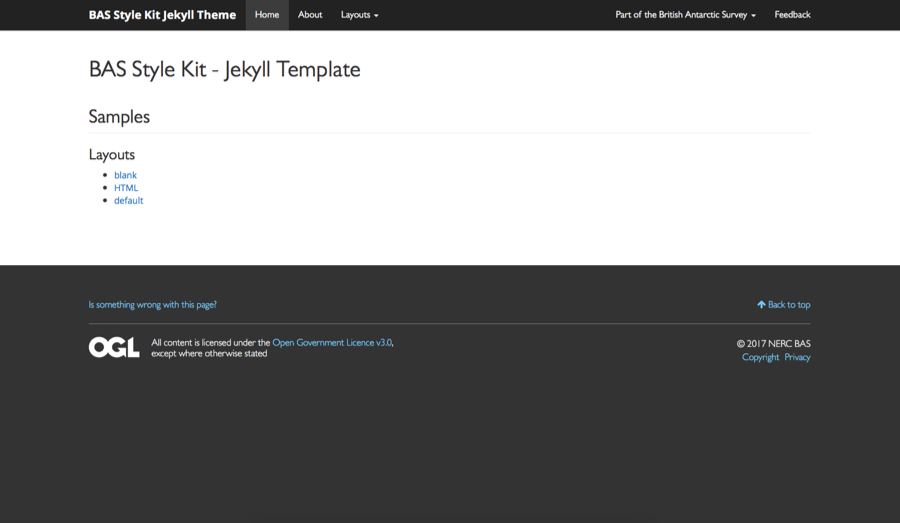 BAS Style Kit Jekyll Theme Home About Layouts Part of the British Antarctic Survey Feedback
BAS Style Kit - Jekyll Template
Samples
Layouts
blank
HTML
default
Is something wrong with this page? Back to top
OGL All content is licensed under the Open Government Licence v3.0, © 2017 NERC BAS
except where otherwise stated Copyright Privacy